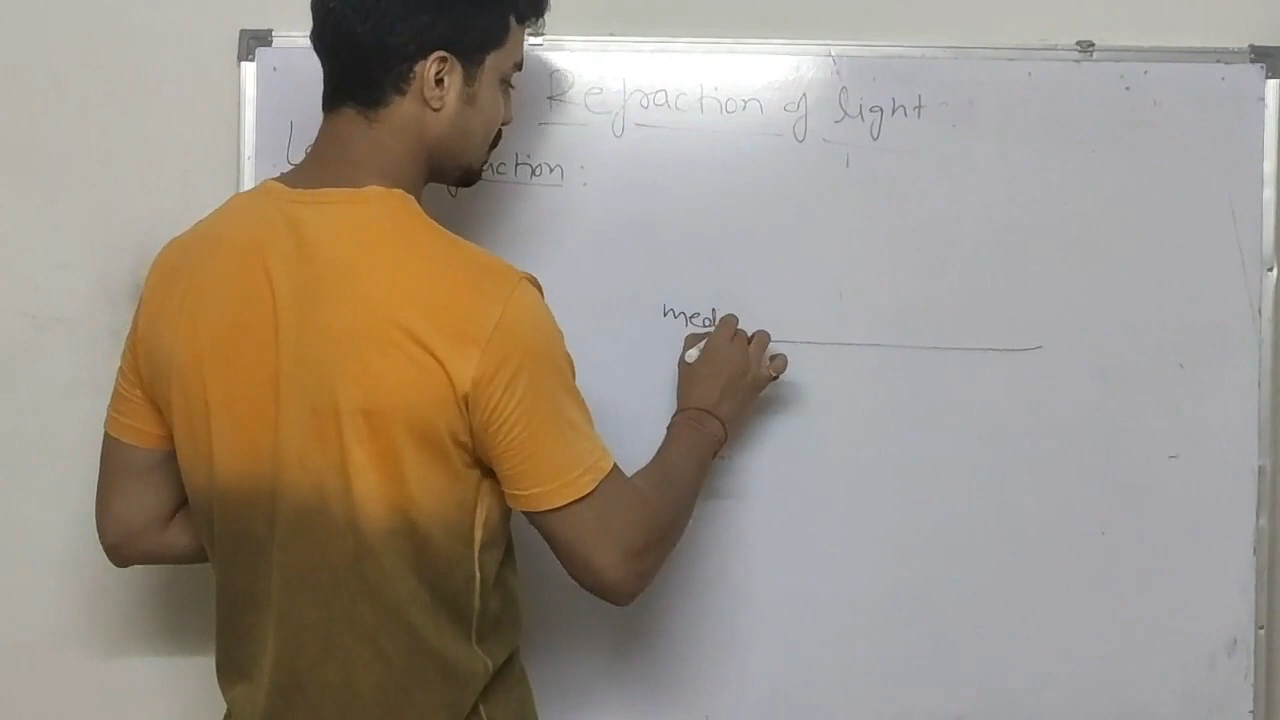 Refraction of light
action :
med